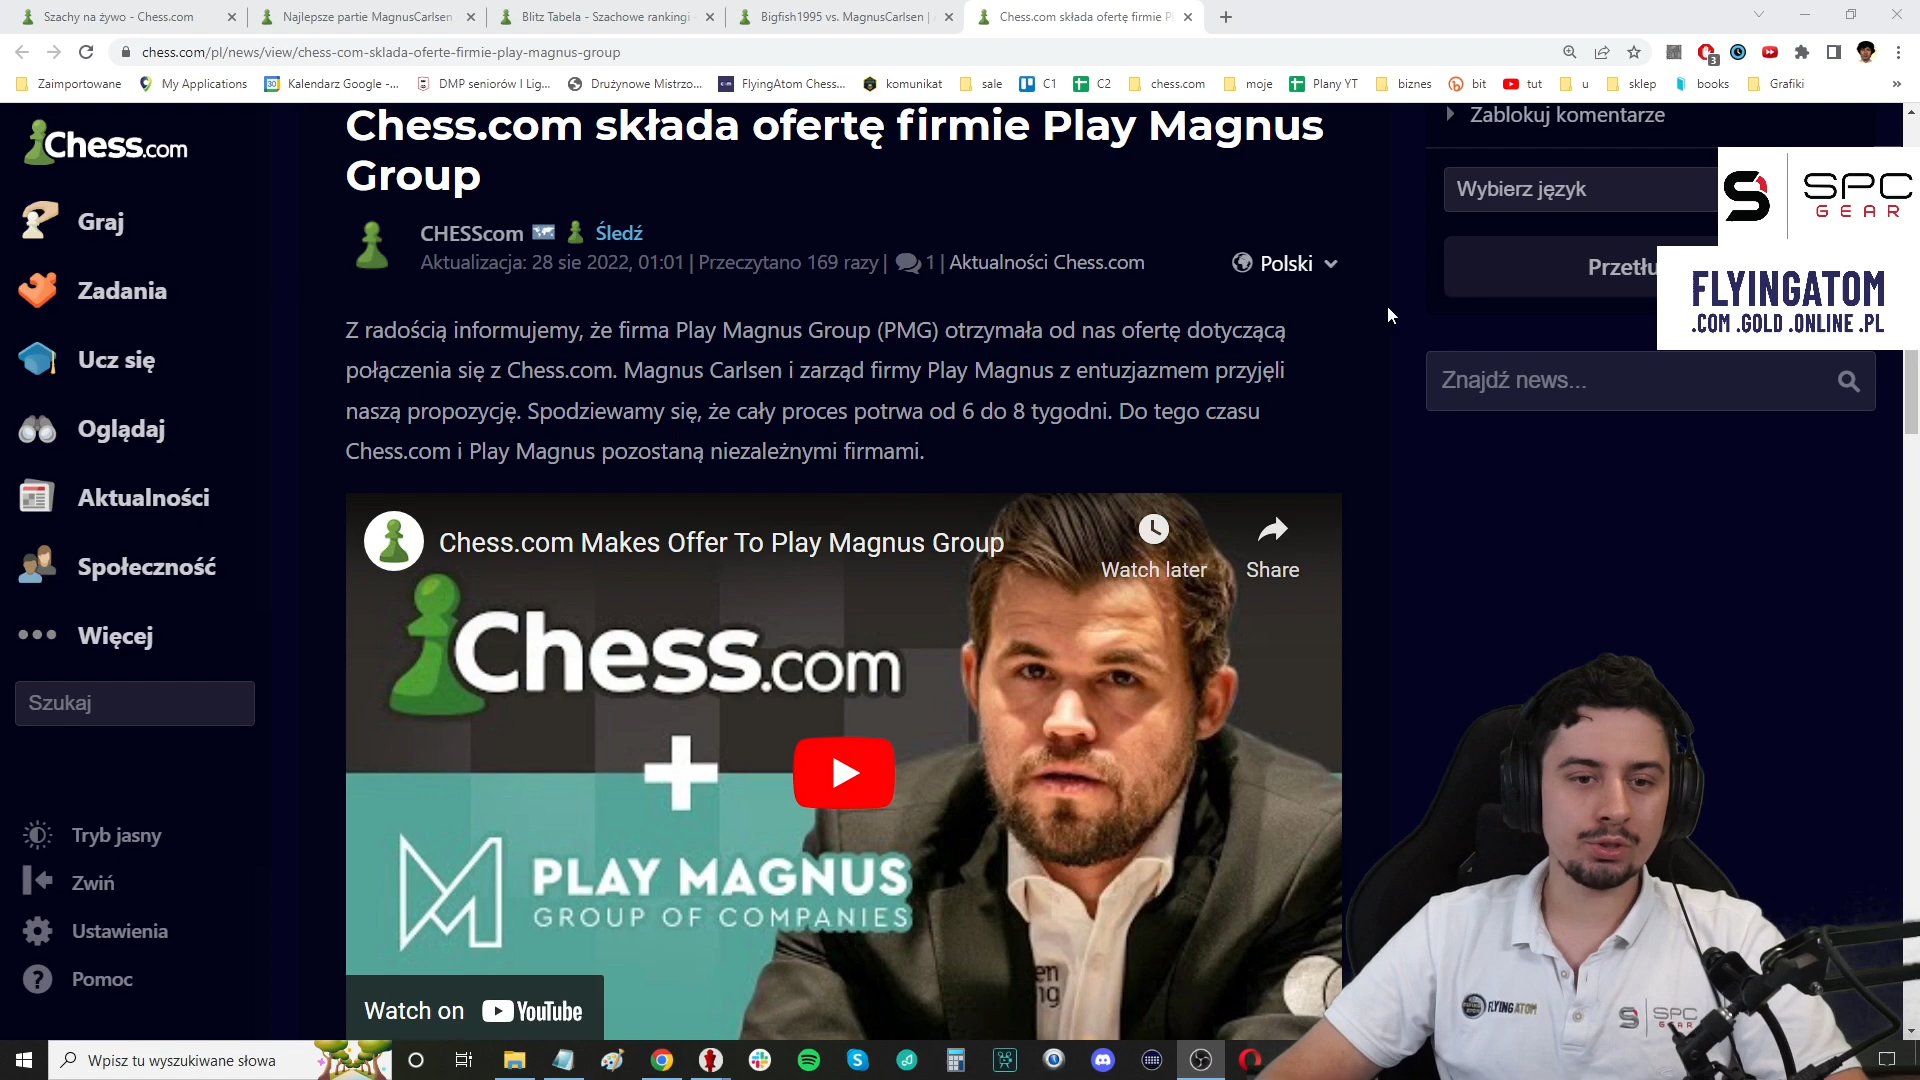 Szachy na żywo - Chess.com
Najlepsze partie MagnusCarlsen
Blitz Tabela - Szachowe rankingi
Bigfish1995 vs. MagnusCarlsen |
Chess.com składa ofertę firmie Pl
chess.com/pl/news/view/chess-com-sklada-oferte-firmie-play-magnus-group
3
Zaimportowane
My Applications
30
Kalendarz Google -...
DMP seniorów I Lig...
Drużynowe Mistrzo...
FlyingAtom Chess...
komunikat
sale
C1
C2
chess.com
moje
Plany YT
biznes
bit
tut
u
sklep
books
Grafiki
»
Chess.com
Graj
Zadania
Ucz się
Oglądaj
Aktualności
Społeczność
Więcej
Szukaj
Tryb jasny
Zwiń
Ustawienia
Pomoc
Chess.com składa ofertę firmie Play Magnus
Group
CHESScom
Śledź
Aktualizacja: 28 sie 2022, 01:01 | Przeczytano 169 razy | 1 | Aktualności Chess.com
Polski
Z radością informujemy, że firma Play Magnus Group (PMG) otrzymała od nas ofertę dotyczącą
połączenia się z Chess.com. Magnus Carlsen i zarząd firmy Play Magnus z entuzjazmem przyjęli
naszą propozycję. Spodziewamy się, że cały proces potrwa od 6 do 8 tygodni. Do tego czasu
Chess.com i Play Magnus pozostaną niezależnymi firmami.
Chess.com Makes Offer To Play Magnus Group
Watch later
Share
Chess.com
+
PLAY MAGNUS
GROUP OF COMPANIES
Watch on YouTube
Zablokuj komentarze
Wybierz język
Przetłu
Znajdź news...
S SPC
GEAR
FLYINGATOM
.COM .GOLD .ONLINE .PL
FLYINGATOM
SPC
GEAR
Wpisz tu wyszukiwane słowa